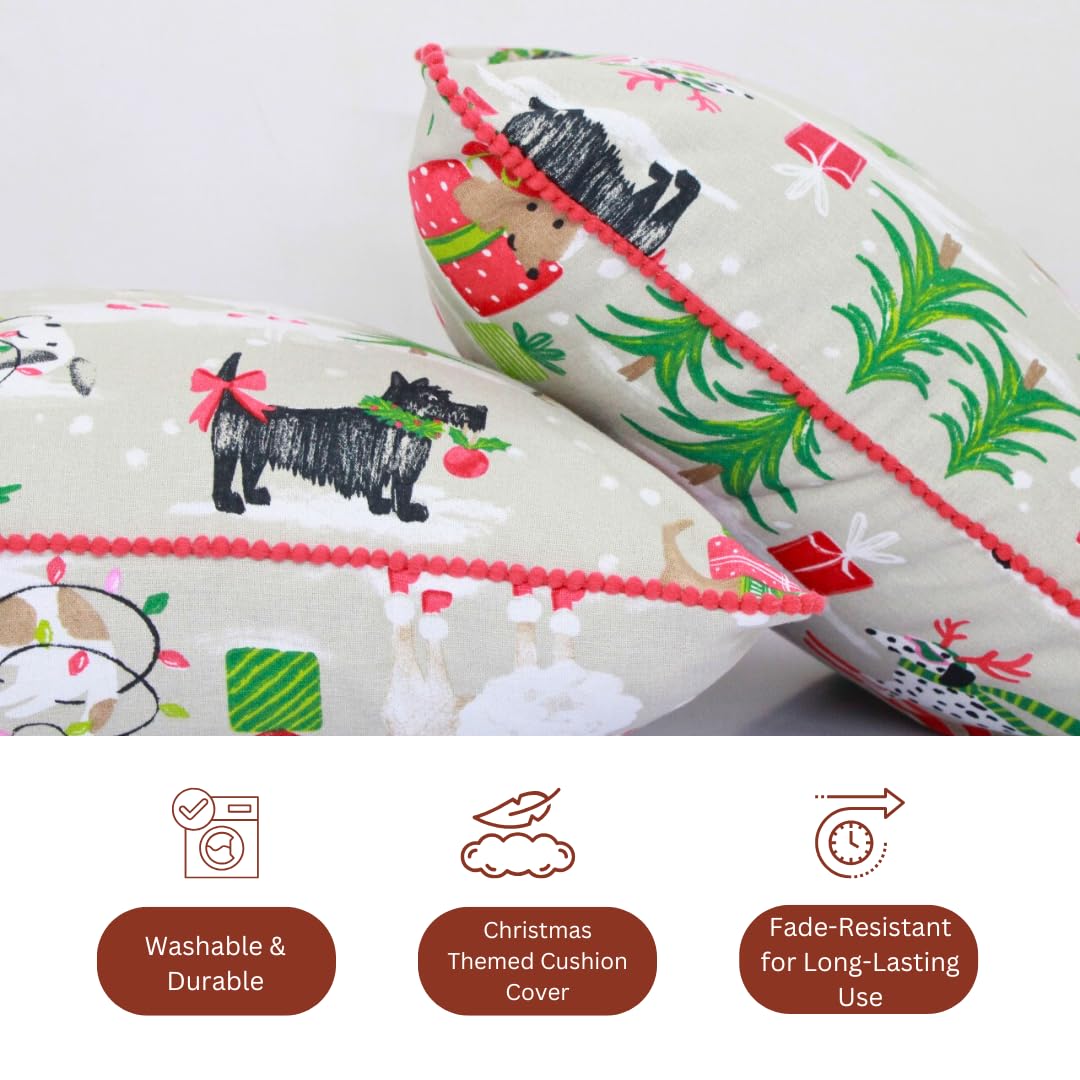 Washable &
Durable
Christmas
Themed Cushion
Cover
Fade-Resistant
for Long-Lasting
Use